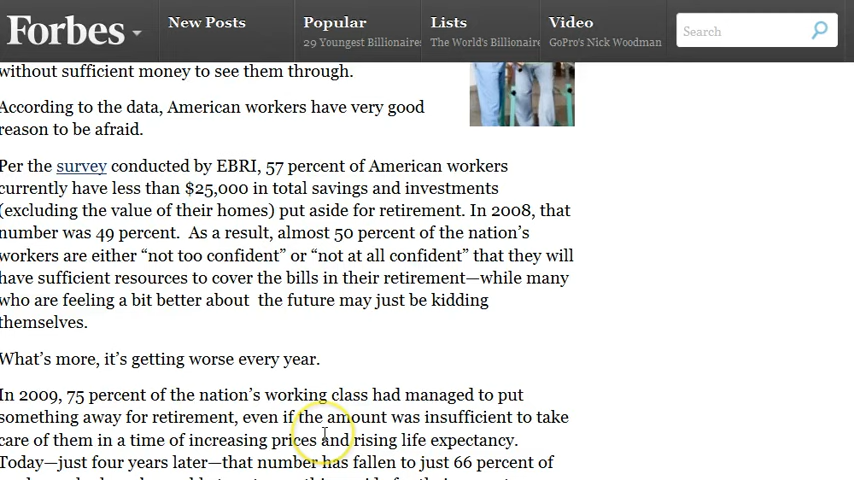 Forbes
New Posts
Popular
29 Youngest Billionaire
Lists
The World's Billionaire
Video
GoPro's Nick Woodman
Search
without sufficient money to see them through.
According to the data, American workers have very good
reason to be afraid.
Per the survey conducted by EBRI, 57 percent of American workers
currently have less than $25,000 in total savings and investments
(excluding the value of their homes) put aside for retirement. In 2008, that
number was 49 percent.  As a result, almost 50 percent of the nation's
workers are either “not too confident” or “not at all confident” that they will
have sufficient resources to cover the bills in their retirement—while many
who are feeling a bit better about  the future may just be kidding
themselves.
What's more, it's getting worse every year.
In 2009, 75 percent of the nation's working class had managed to put
something away for retirement, even if the amount was insufficient to take
care of them in a time of increasing prices and rising life expectancy.
Today—just four years later—that number has fallen to just 66 percent of